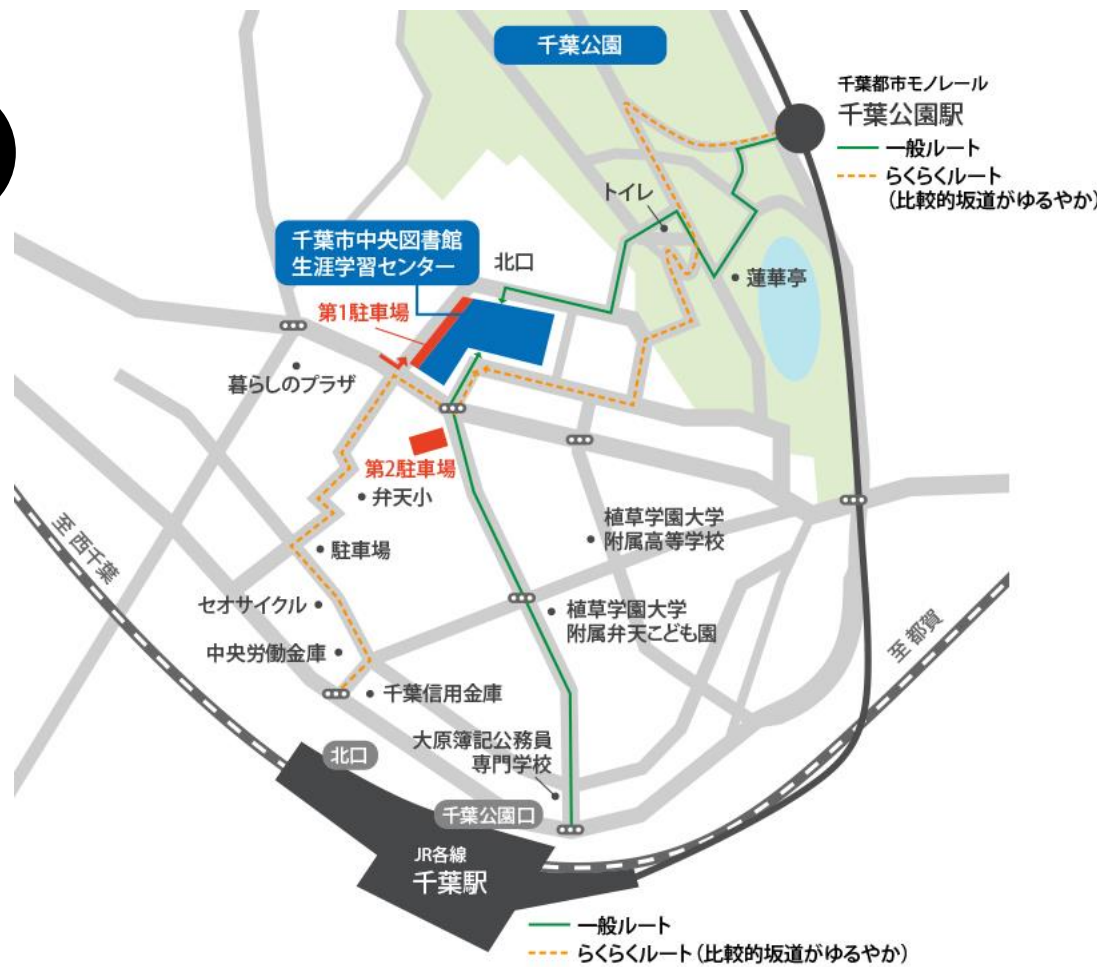 千葉公園
千葉都市モノレール
千葉公園駅
一般ルート
らくらくルート
(比較的坂道がゆるやか)
トイレ
千葉市中央図書館
生涯学習センター
北口
蓮華亭
第1駐車場
暮らしのプラザ
第2駐車場
弁天小
植草学園大学
附属高等学校
至 西千葉
駐車場
セオサイクル
植草学園大学
附属弁天こども園
至 都賀
中央労働金庫
千葉信用金庫
大原簿記公務員
専門学校
北口
千葉公園口
JR各線
千葉駅
一般ルート
らくらくルート(比較的坂道がゆるやか)